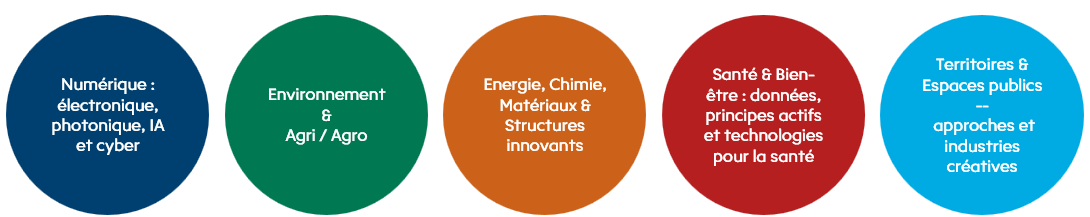 Numérique :
électronique,
photonique, IA
et cyber
Environnement
&
Agri / Agro
Energie, Chimie,
Matériaux &
Structures
innovants
Santé & Bien-
être : données,
principes actifs
et technologies
pour la santé
Territoires &
Espaces publics
--
approches et
industries
créatives